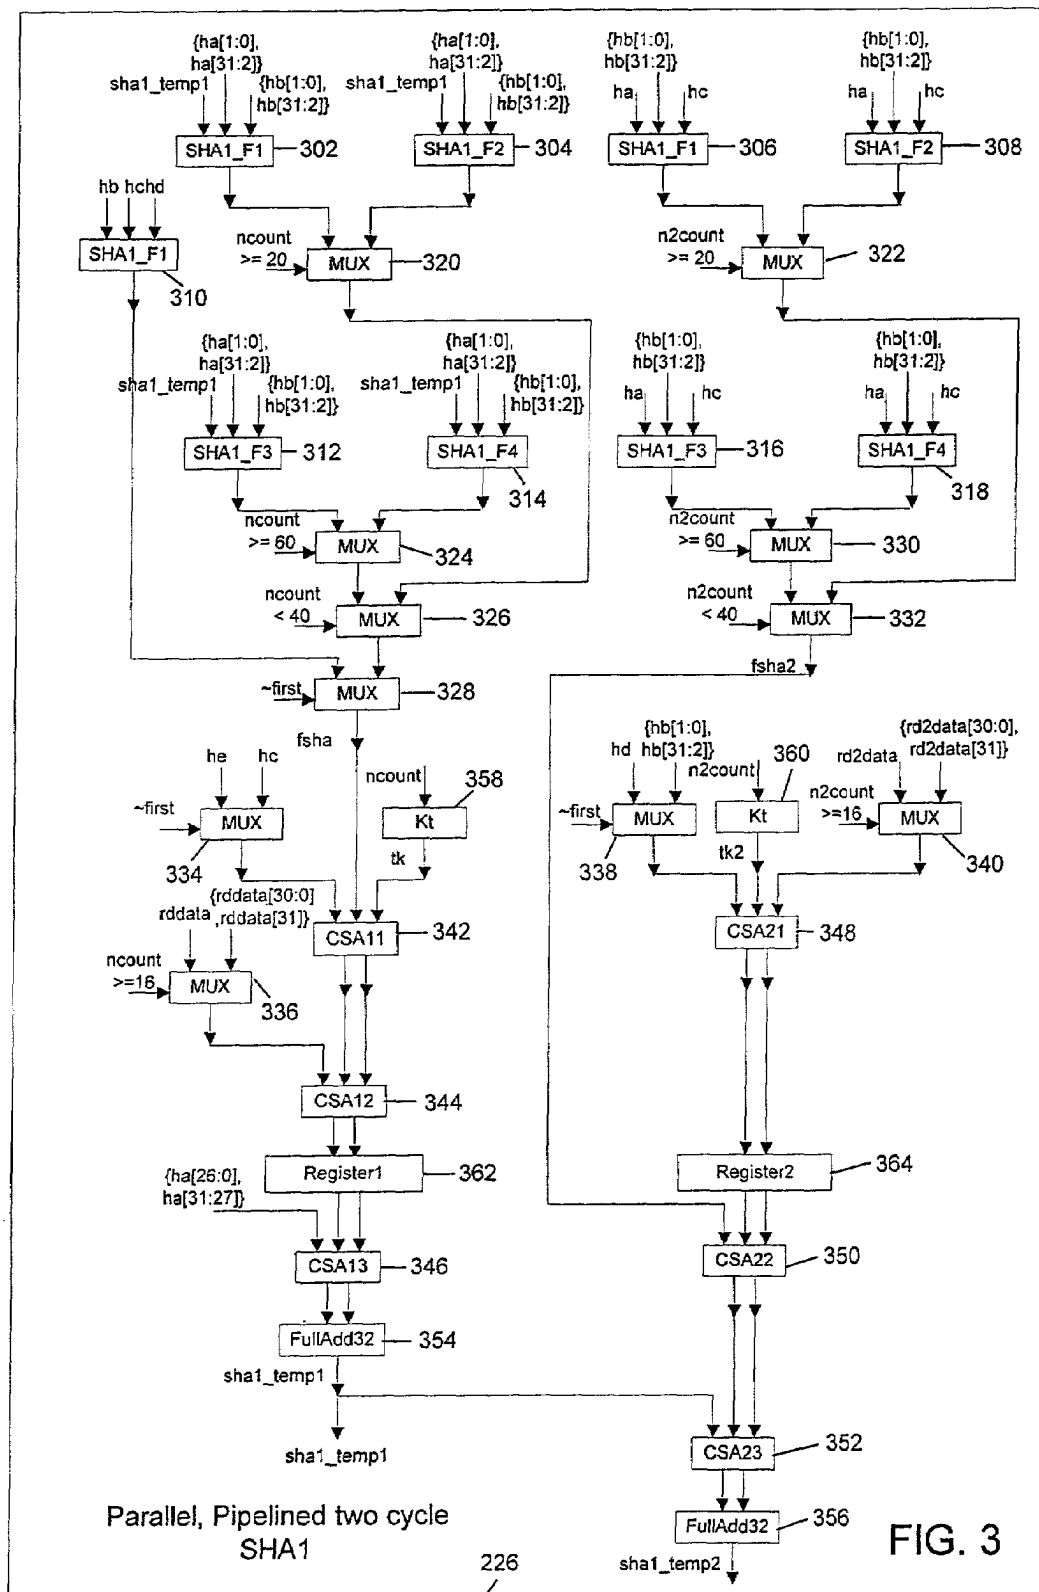 {ha[1:0],
ha[31:2]}
sha1_temp1
{hb[1:0],
hb[31:2]}
SHA1_F1
302
{ha[1:0],
ha[31:2]}
sha1_temp1
{hb[1:0],
hb[31:2]}
SHA1_F2
304
{hb[1:0],
hb[31:2]}
ha
hc
SHA1_F1
306
{hb[1:0],
hb[31:2]}
ha
hc
SHA1_F2
308
hb hchd
SHA1_F1
310
ncount
>= 20
MUX
320
n2count
>= 20
MUX
322
{ha[1:0],
ha[31:2]}
sha1_temp1
{hb[1:0],
hb[31:2]}
SHA1_F3
312
{ha[1:0],
ha[31:2]}
sha1_temp1
{hb[1:0],
hb[31:2]}
SHA1_F4
314
{hb[1:0],
hb[31:2]}
ha
hc
SHA1_F3
316
{hb[1:0],
hb[31:2]}
ha
hc
SHA1_F4
318
ncount
>= 60
MUX
324
n2count
>= 60
MUX
330
ncount
< 40
MUX
326
n2count
< 40
MUX
332
~first
MUX
328
fsha2
fsha
he
hc
~first
MUX
334
ncount
358
Kt
tk
{hb[1:0],
hd hb[31:2]}
~first
MUX
338
n2count
360
Kt
tk2
{rd2data[30:0],
rd2data[31]}
rd2data
n2count
>=16
MUX
340
{rddata[30:0]
,rddata[31]}
rddata
ncount
>=16
MUX
336
CSA11
342
CSA21
348
CSA12
344
Register1
362
Register2
364
{ha[26:0],
ha[31:27]}
CSA13
346
CSA22
350
FullAdd32
354
sha1_temp1
sha1_temp1
CSA23
352
FullAdd32
356
sha1_temp2
Parallel, Pipelined two cycle
SHA1
FIG. 3
226